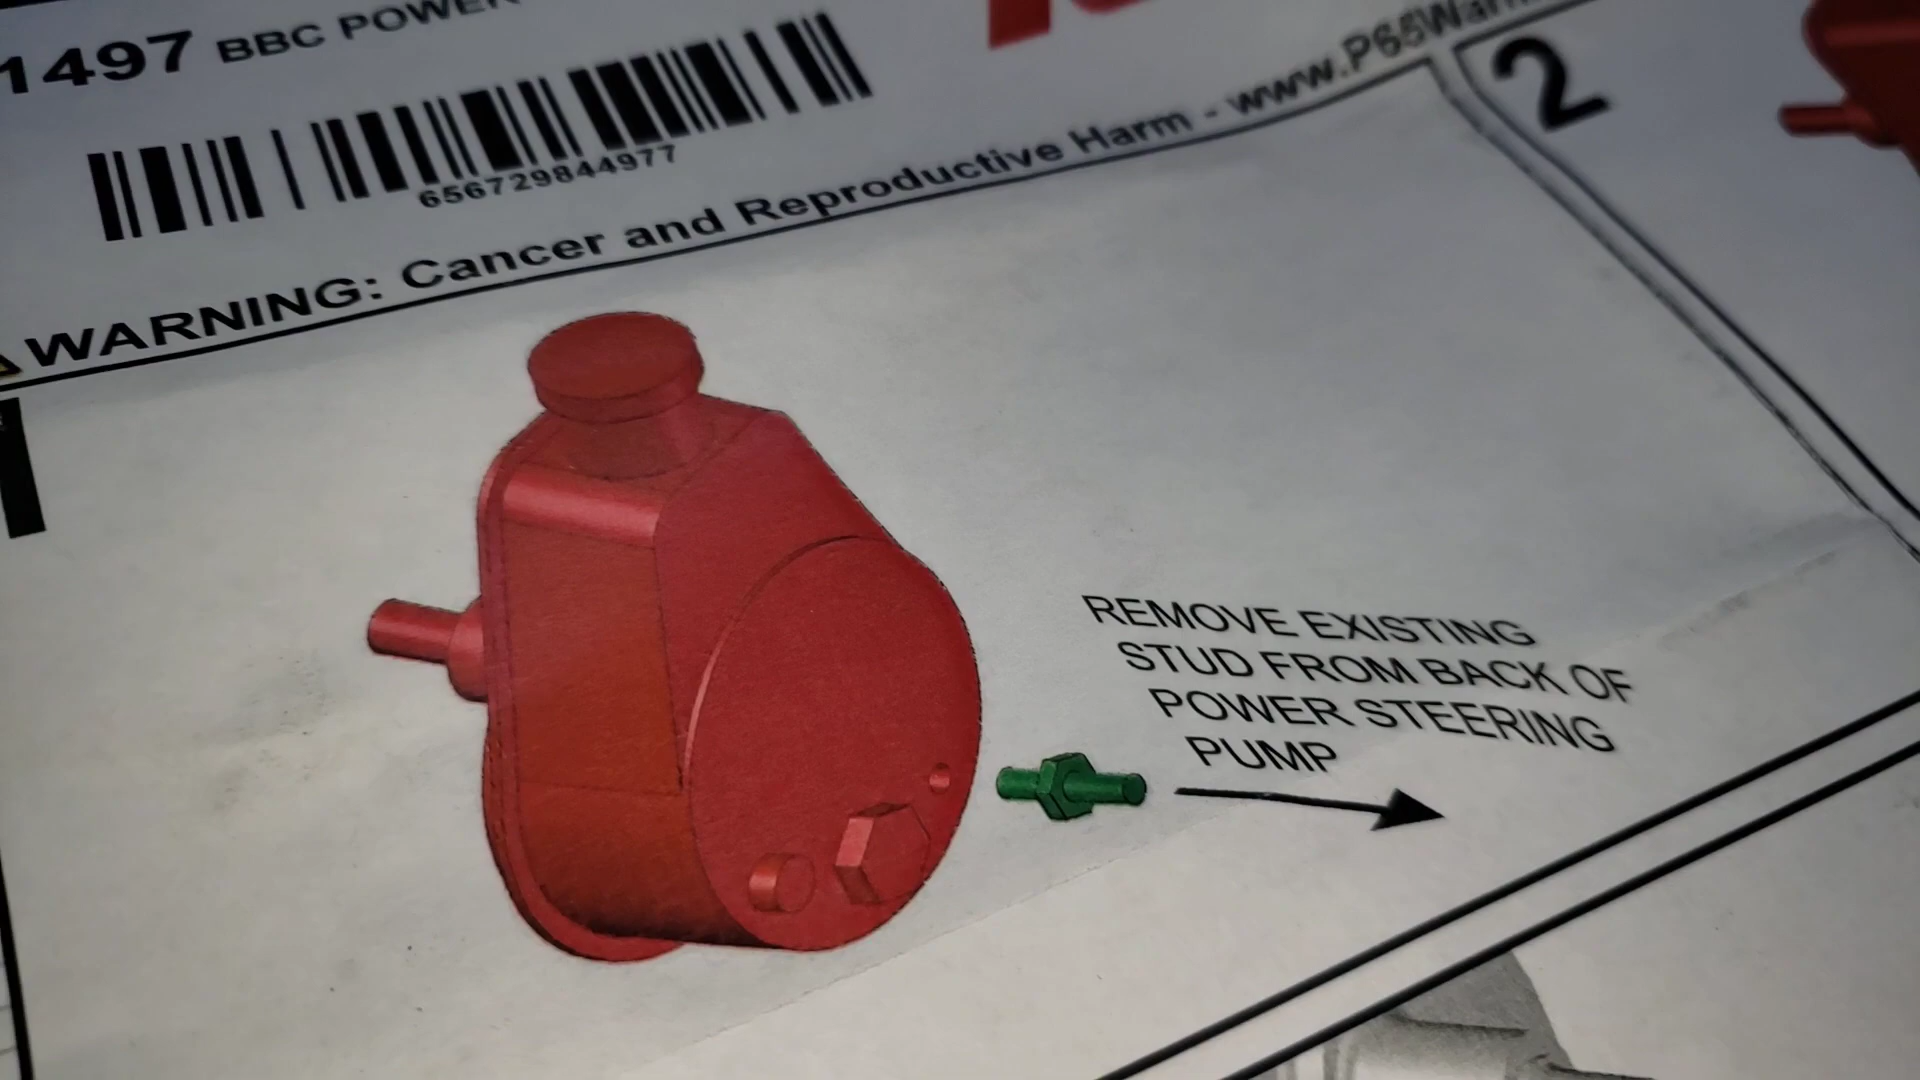 1497 BBC POWER
656729844977
WARNING: Cancer and Reproductive Harm - www.P65Warn
1
2
REMOVE EXISTING
STUD FROM BACK OF
POWER STEERING
PUMP